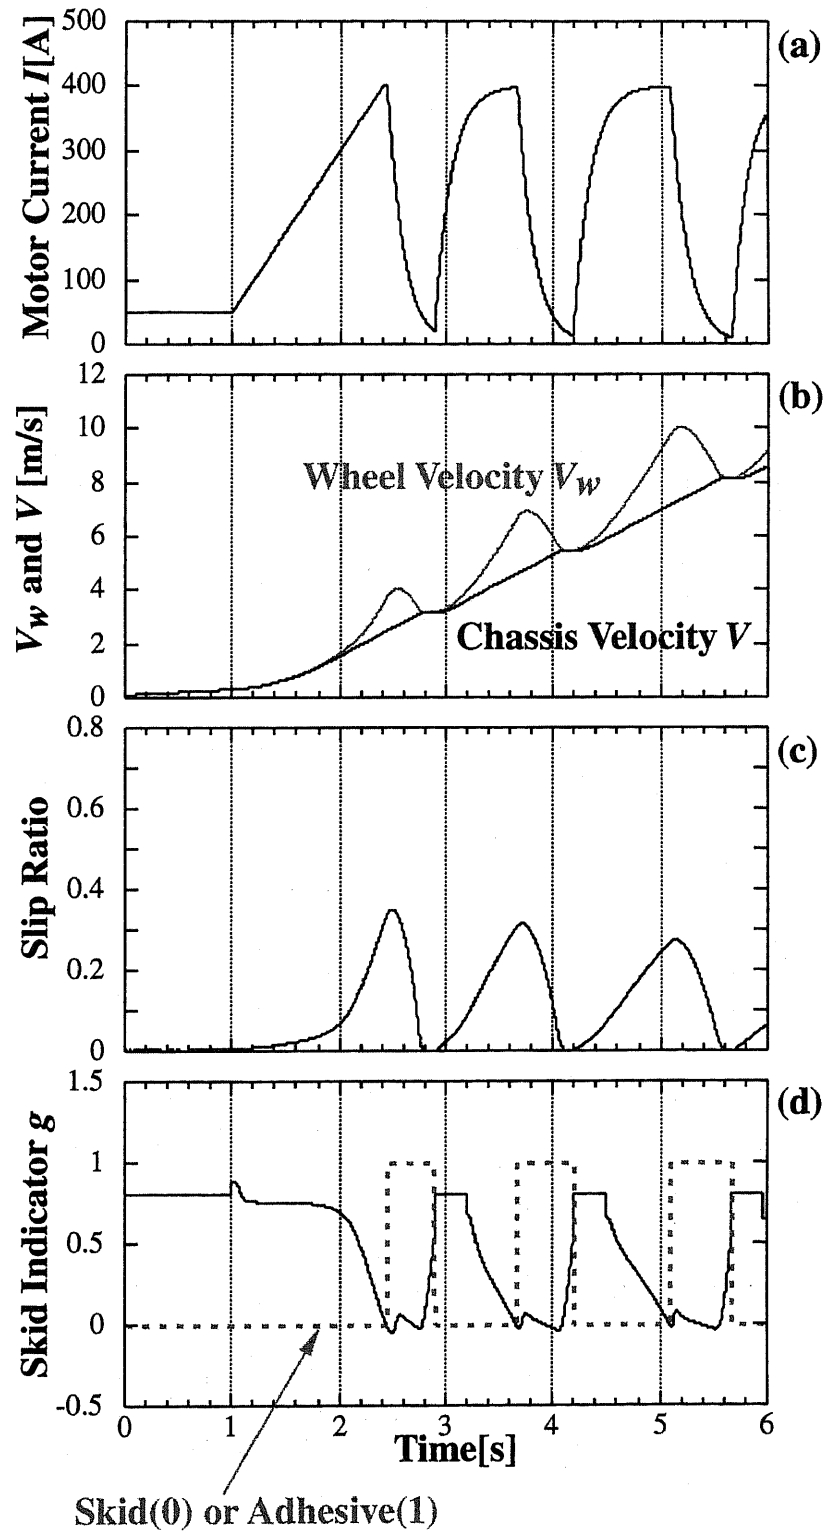 (a)
Motor Current I[A]
500
400
300
200
100
0
(b)
V_w and V [m/s]
12
10
8
6
4
2
0
Wheel Velocity V_w
Chassis Velocity V
(c)
Slip Ratio
0.8
0.6
0.4
0.2
0
(d)
Skid Indicator g
1.5
1
0.5
0
-0.5
0 1 2 3 4 5 6
Time[s]
Skid(0) or Adhesive(1)